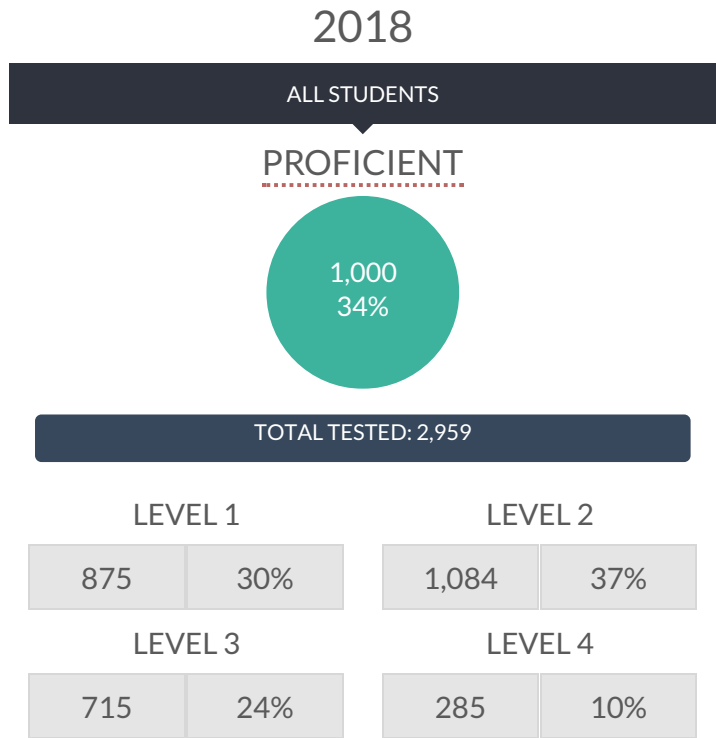 2018
ALL STUDENTS
PROFICIENT
1,000
34%
TOTAL TESTED: 2,959
LEVEL 1 LEVEL 2
875 30% 1,084 37%
LEVEL 3 LEVEL 4
715 24% 285 10%